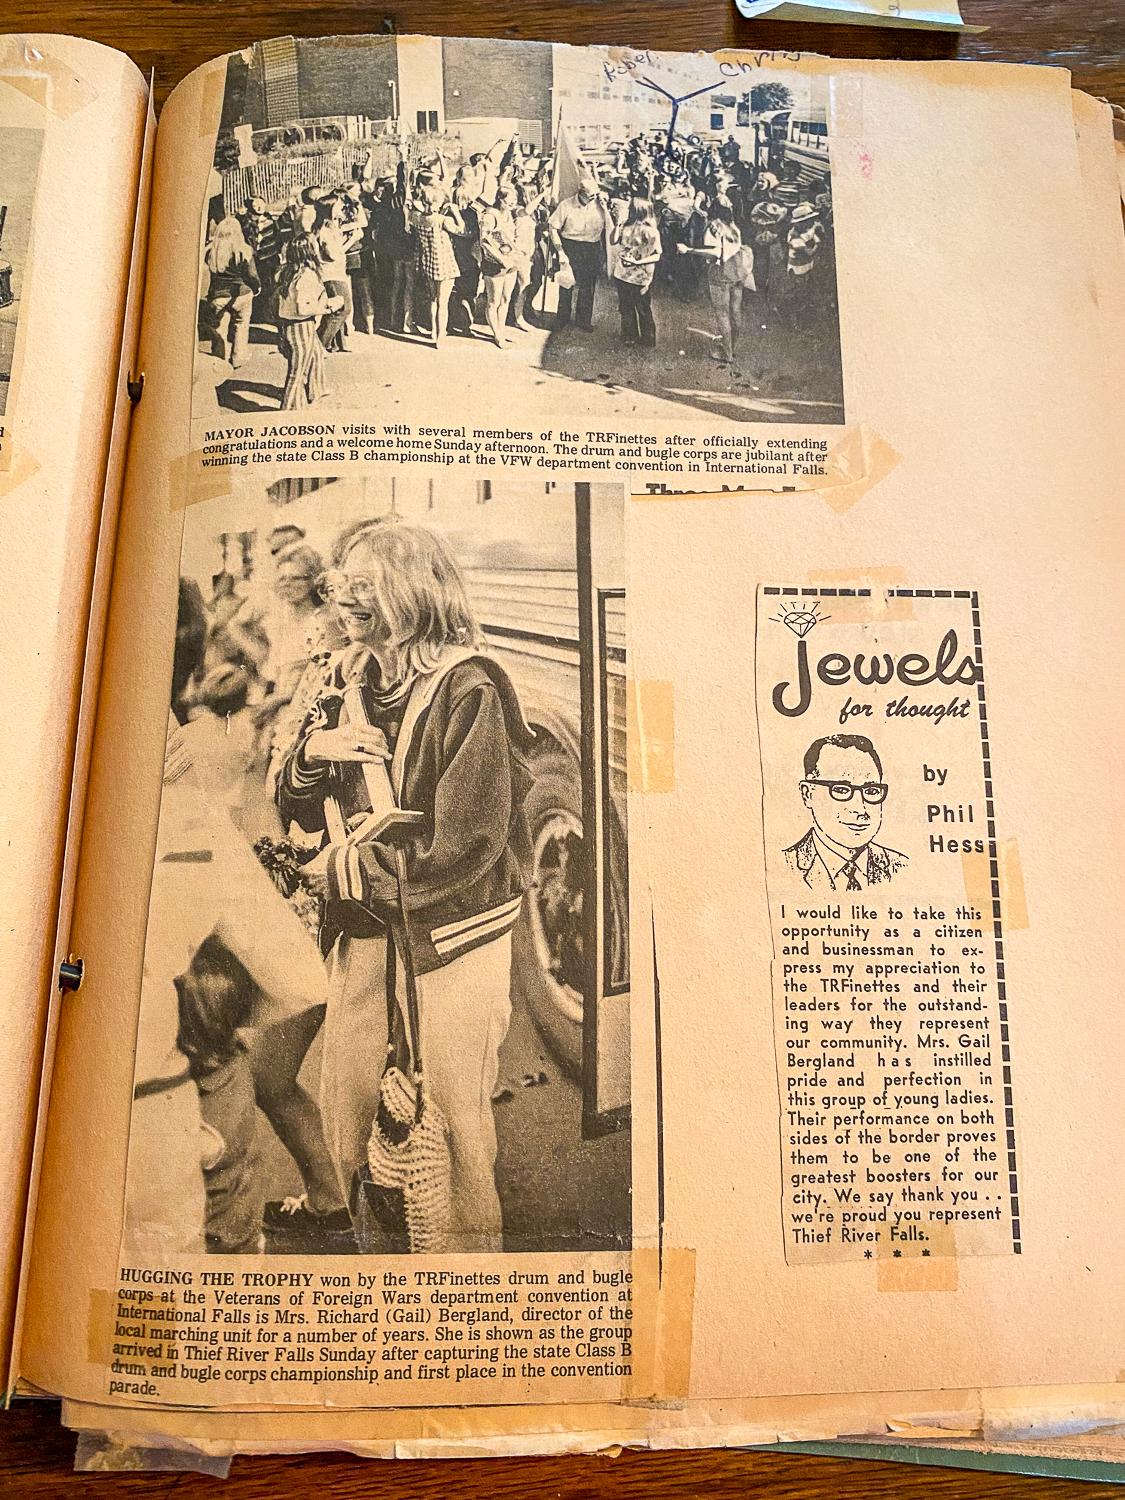 MAYOR JACOBSON visits with several members of the TRFinettes after officially extending
congratulations and a welcome home Sunday afternoon. The drum and bugle corps are jubilant after
winning the state Class B championship at the VFW department convention in International Falls.
HUGGING THE TROPHY won by the TRFinettes drum and bugle
corps at the Veterans of Foreign Wars department convention at
International Falls is Mrs. Richard (Gail) Bergland, director of the
local marching unit for a number of years. She is shown as the group
arrived in Thief River Falls Sunday after capturing the state Class B
drum and bugle corps championship and first place in the convention
parade.
Jewels
for thought
by
Phil
Hess
I would like to take this
opportunity as a citizen
and businessman to ex-
press my appreciation to
the TRFinettes and their
leaders for the outstand-
ing way they represent
our community. Mrs. Gail
Bergland has instilled
pride and perfection in
this group of young ladies.
Their performance on both
sides of the border proves
them to be one of the
greatest boosters for our
city. We say thank you . .
we're proud you represent
Thief River Falls.
* * *